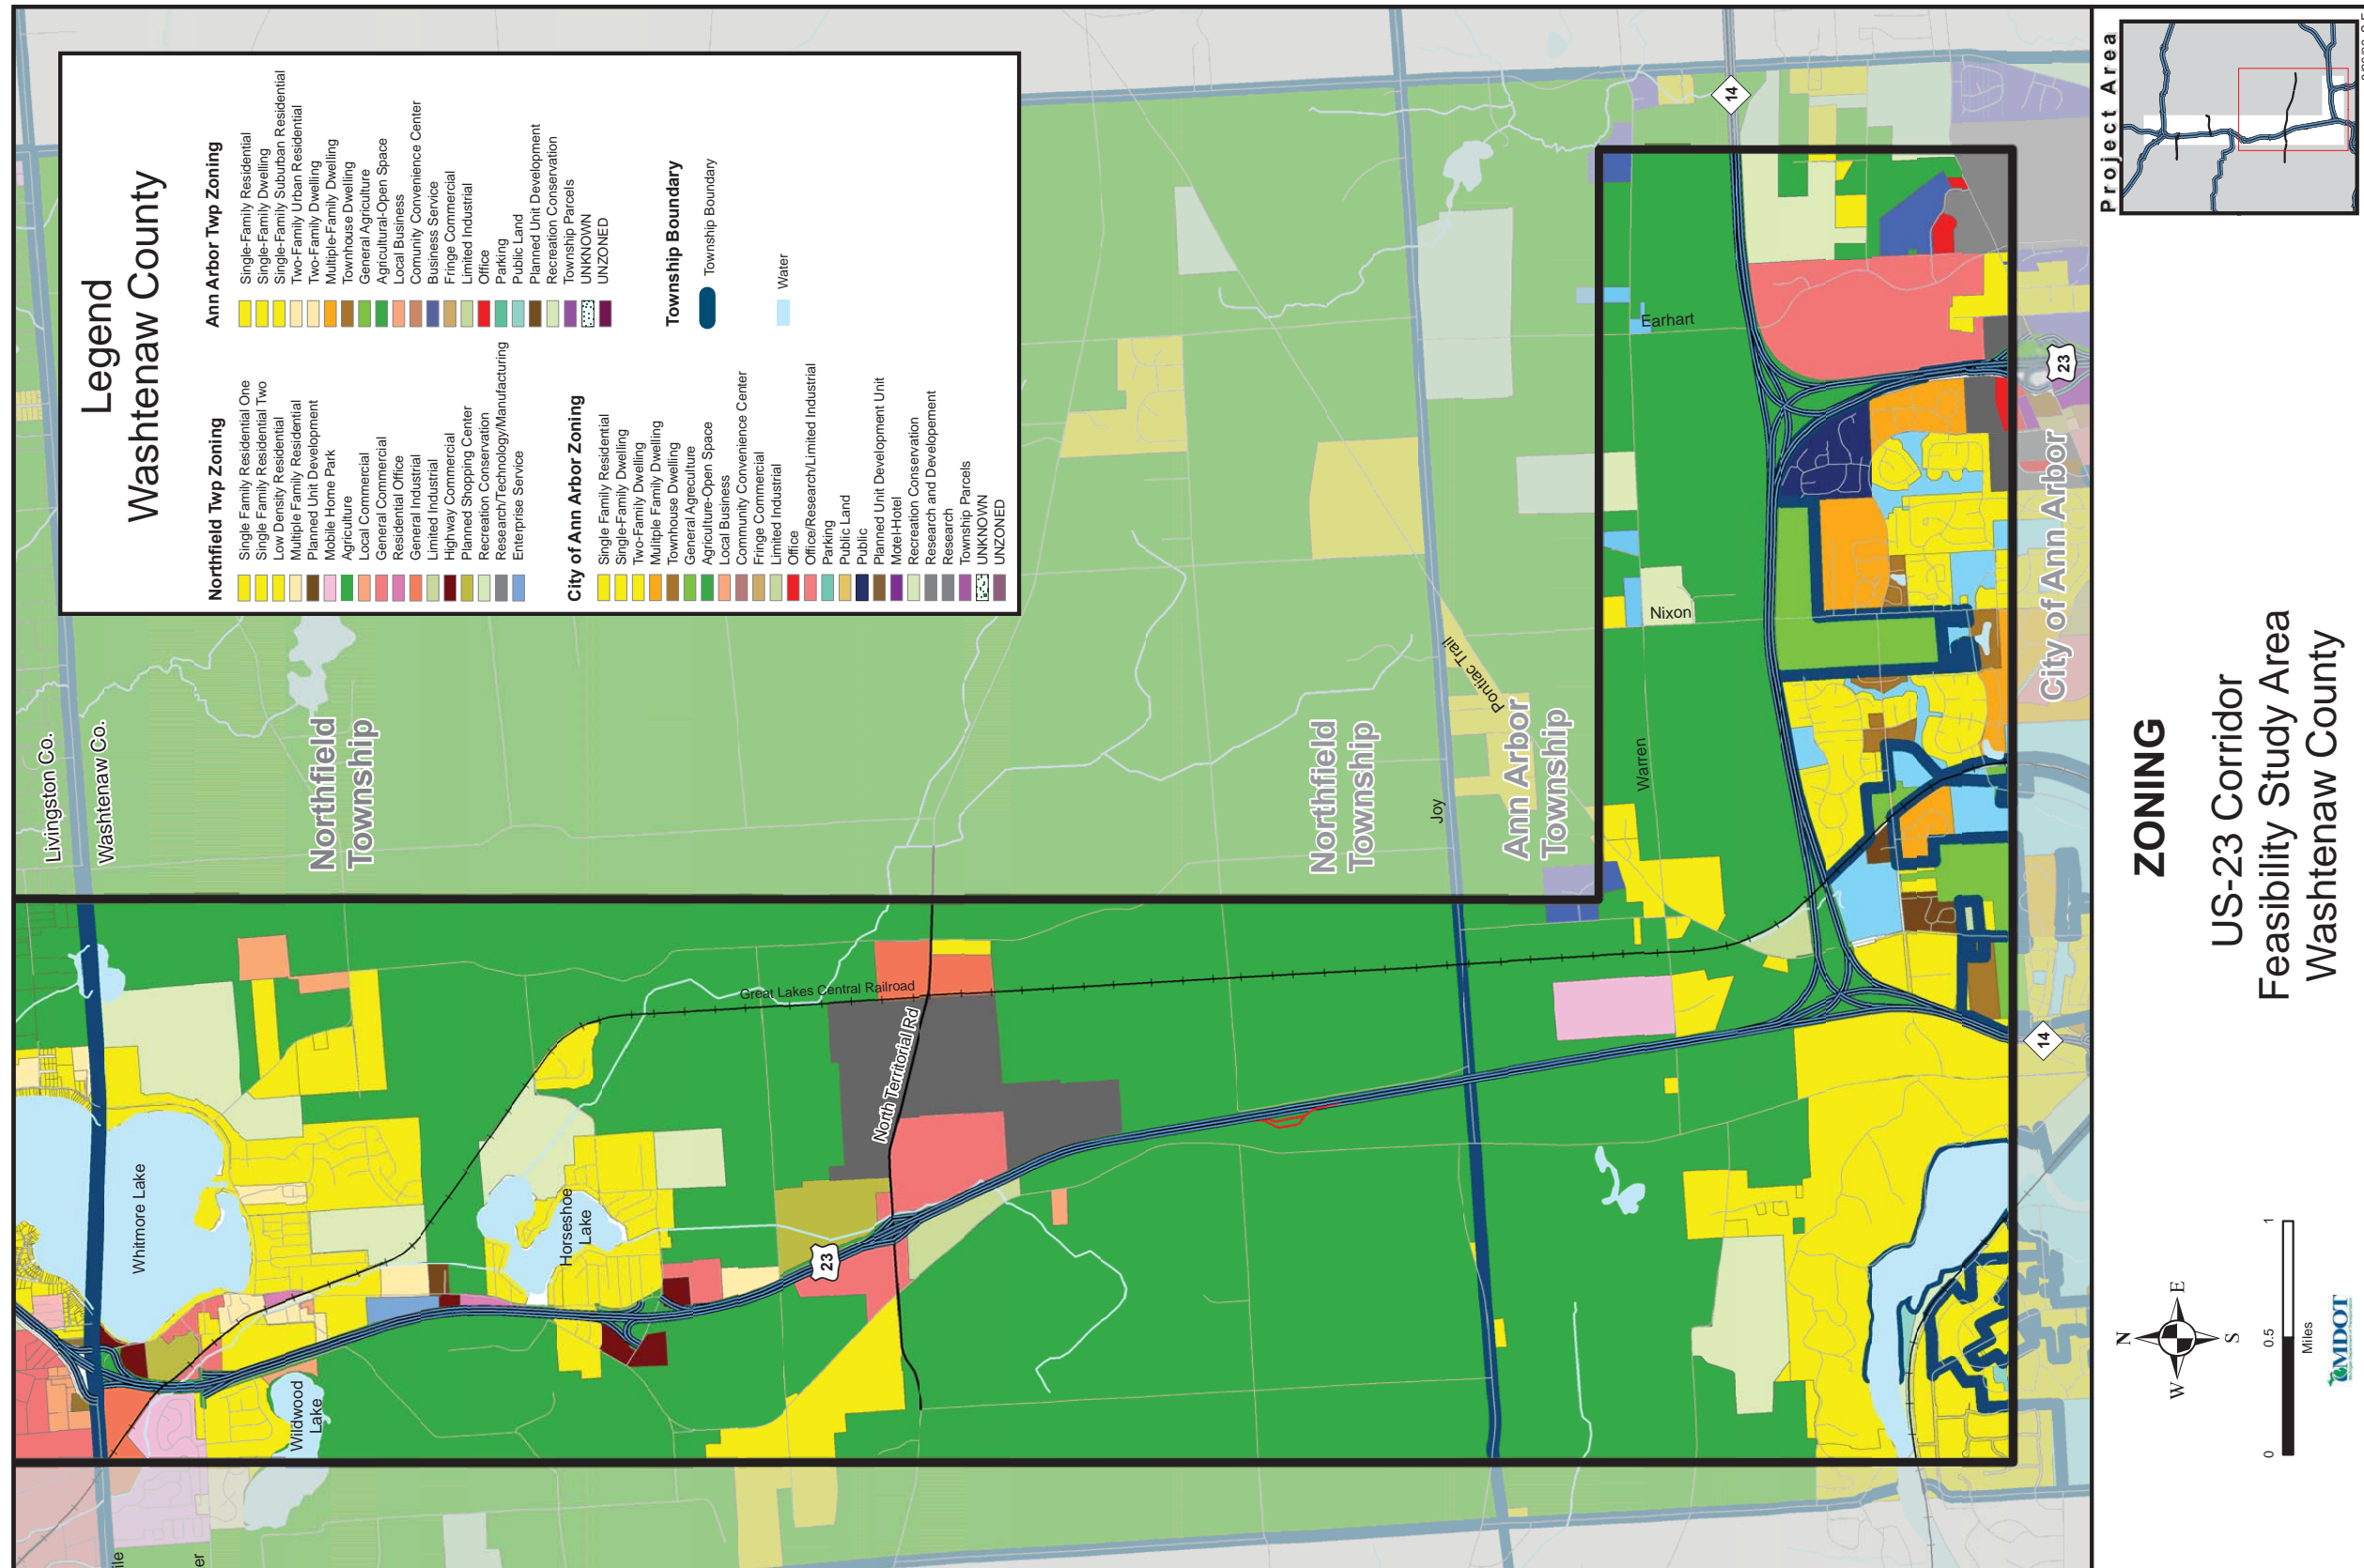 Legend
Washtenaw County
Northfield Twp Zoning
Single Family Residential One
Single Family Residential Two
Low Density Residential
Multiple Family Residential
Planned Unit Development
Mobile Home Park
Agriculture
Local Commercial
General Commercial
Residential Office
General Industrial
Limited Industrial
Highway Commercial
Planned Shopping Center
Recreation Conservation
Research/Technology/Manufacturing
Enterprise Service
City of Ann Arbor Zoning
Single Family Residential
Single-Family Dwelling
Two-Family Dwelling
Mulitple Family Dwelling
Townhouse Dwelling
General Agreculture
Agriculture-Open Space
Local Business
Community Convenience Center
Fringe Commercial
Limited Industrial
Office
Office/Research/Limited Industrial
Parking
Public Land
Public
Planned Unit Development Unit
Motel-Hotel
Recreation Conservation
Research and Developement
Research
Township Parcels
UNKNOWN
UNZONED
Ann Arbor Twp Zoning
Single-Family Residential
Single-Family Dwelling
Single-Family Suburban Residential
Two-Family Urban Residential
Two-Family Dwelling
Multiple-Family Dwelling
Townhouse Dwelling
General Agriculture
Agricultural-Open Space
Local Business
Comunity Convenience Center
Business Service
Fringe Commercial
Limited Industrial
Office
Parking
Public Land
Planned Unit Development
Recreation Conservation
Township Parcels
UNKNOWN
UNZONED
Township Boundary
Township Boundary
Water
Livingston Co.
Washtenaw Co.
Northfield
Township
Whitmore Lake
Wildwood
Lake
Horseshoe
Lake
Great Lakes Central Railroad
North Territorial Rd
23
Northfield
Township
Joy
Pontiac Trail
Ann Arbor
Township
Warren
Nixon
Earhart
14
23
14
City of Ann Arbor
ile
er
ZONING
US-23 Corridor
Feasibility Study Area
Washtenaw County
Project Area
N
W
E
S
0
0.5
1
Miles
MDOT